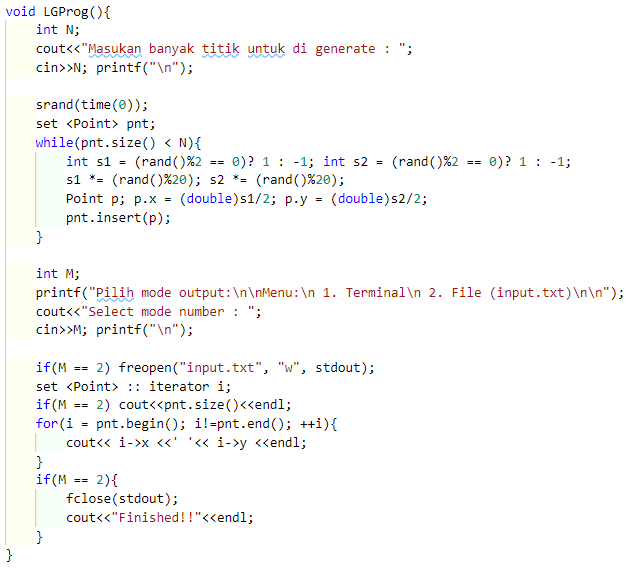 void LGProg(){
    int N;
    cout<<"Masukan banyak titik untuk di generate : ";
    cin>>N; printf("\n");

    srand(time(0));
    set <Point> pnt;
    while(pnt.size() < N){
        int s1 = (rand()%2 == 0)? 1 : -1; int s2 = (rand()%2 == 0)? 1 : -1;
        s1 *= (rand()%20); s2 *= (rand()%20);
        Point p; p.x = (double)s1/2; p.y = (double)s2/2;
        pnt.insert(p);
    }

    int M;
    printf("Pilih mode output:\n\nMenu:\n 1. Terminal\n 2. File (input.txt)\n\n");
    cout<<"Select mode number : ";
    cin>>M; printf("\n");

    if(M == 2) freopen("input.txt", "w", stdout);
    set <Point> :: iterator i;
    if(M == 2) cout<<pnt.size()<<endl;
    for(i = pnt.begin(); i!=pnt.end(); ++i){
        cout<< i->x <<' '<< i->y <<endl;
    }
    if(M == 2){
        fclose(stdout);
        cout<<"Finished!!"<<endl;
    }
}